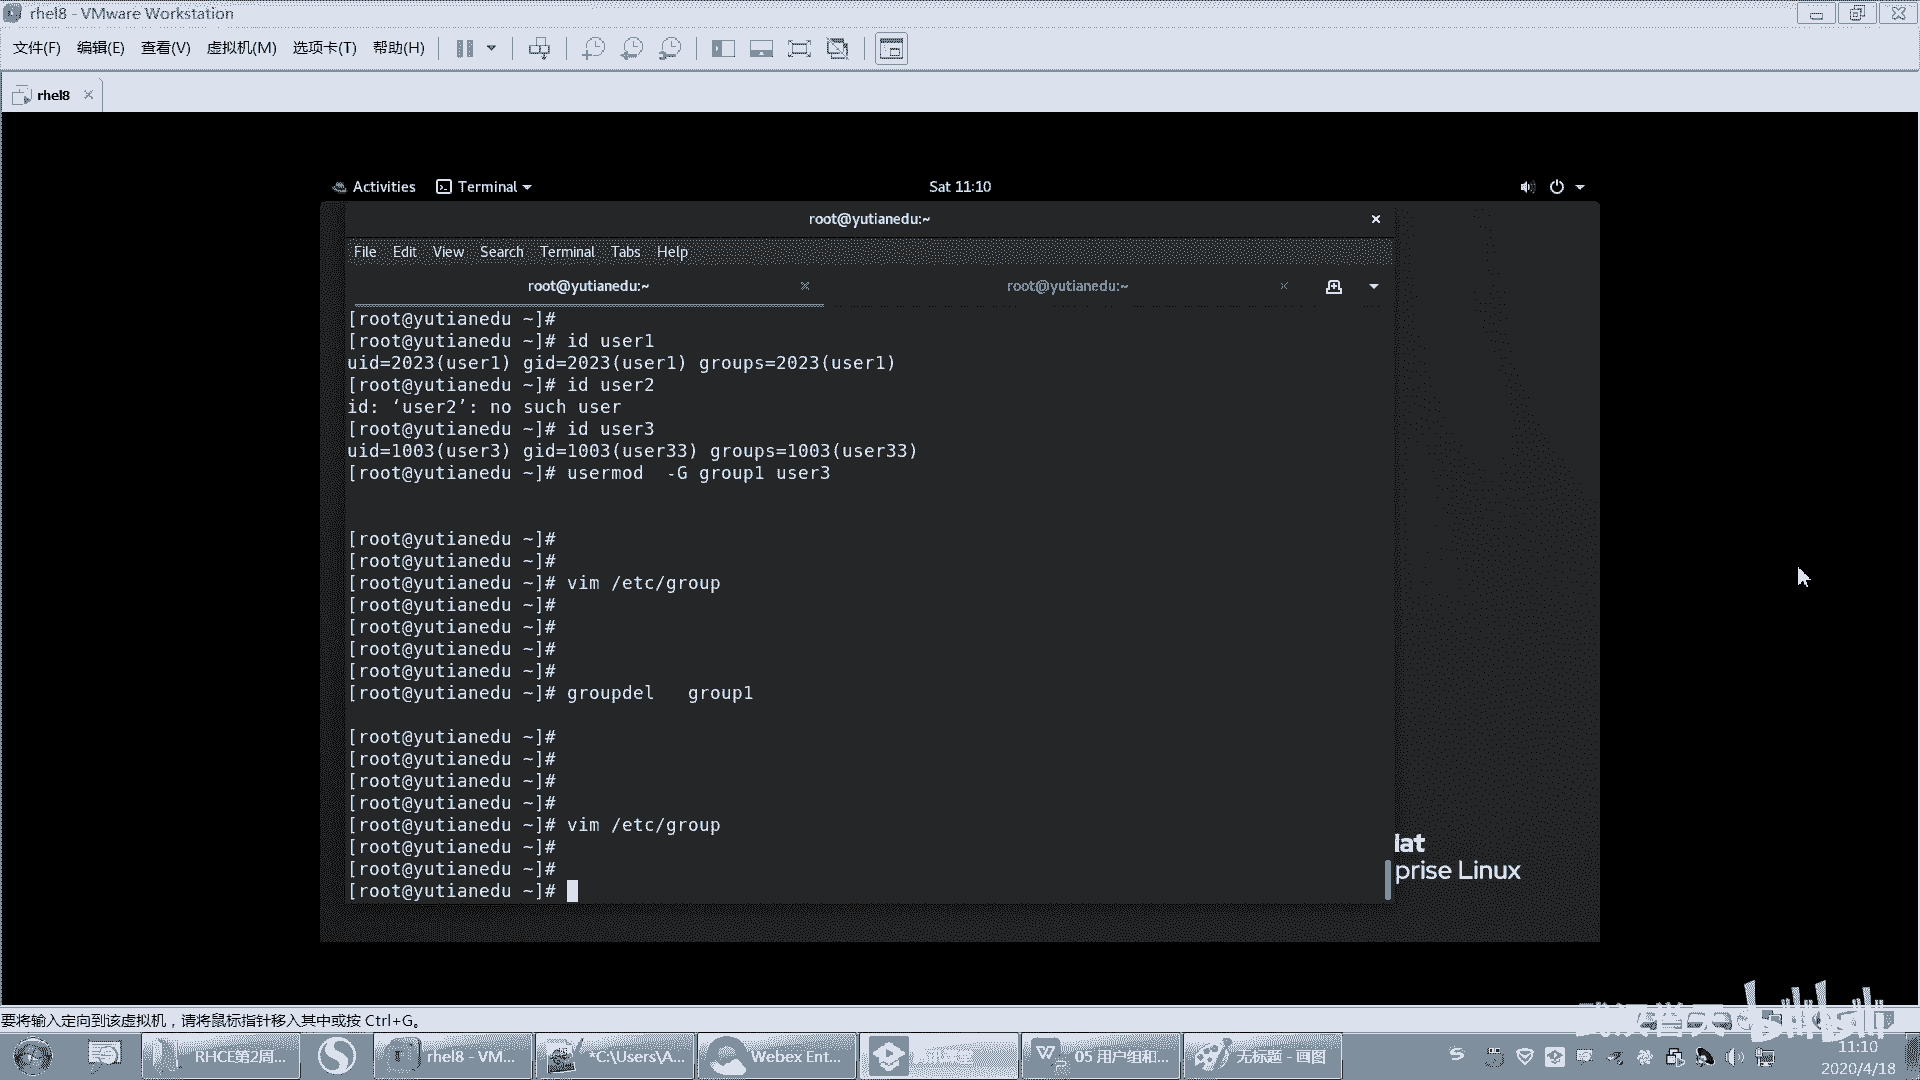 rhel8 - VMware Workstation
文件(F) 编辑(E) 查看(V) 虚拟机(M) 选项卡(T) 帮助(H)
rhel8
Activities Terminal Sat 11:10
root@yutianedu:~
File Edit View Search Terminal Tabs Help
root@yutianedu:~ root@yutianedu:~
[root@yutianedu ~]#
[root@yutianedu ~]# id user1
uid=2023(user1) gid=2023(user1) groups=2023(user1)
[root@yutianedu ~]# id user2
id: ‘user2’: no such user
[root@yutianedu ~]# id user3
uid=1003(user3) gid=1003(user33) groups=1003(user33)
[root@yutianedu ~]# usermod  -G group1 user3
[root@yutianedu ~]#
[root@yutianedu ~]#
[root@yutianedu ~]# vim /etc/group
[root@yutianedu ~]#
[root@yutianedu ~]#
[root@yutianedu ~]#
[root@yutianedu ~]#
[root@yutianedu ~]# groupdel   group1
[root@yutianedu ~]#
[root@yutianedu ~]#
[root@yutianedu ~]#
[root@yutianedu ~]#
[root@yutianedu ~]# vim /etc/group
[root@yutianedu ~]#
[root@yutianedu ~]#
[root@yutianedu ~]#
lat
prise Linux
要将输入定向到该虚拟机，请将鼠标指针移入其中或按 Ctrl+G。
bilibili
RHCE第2周... rhel8 - VM... *C:\Users\A... Webex Ent... 05 用户组和... 无标题 - 画图
11:10
2020/4/18